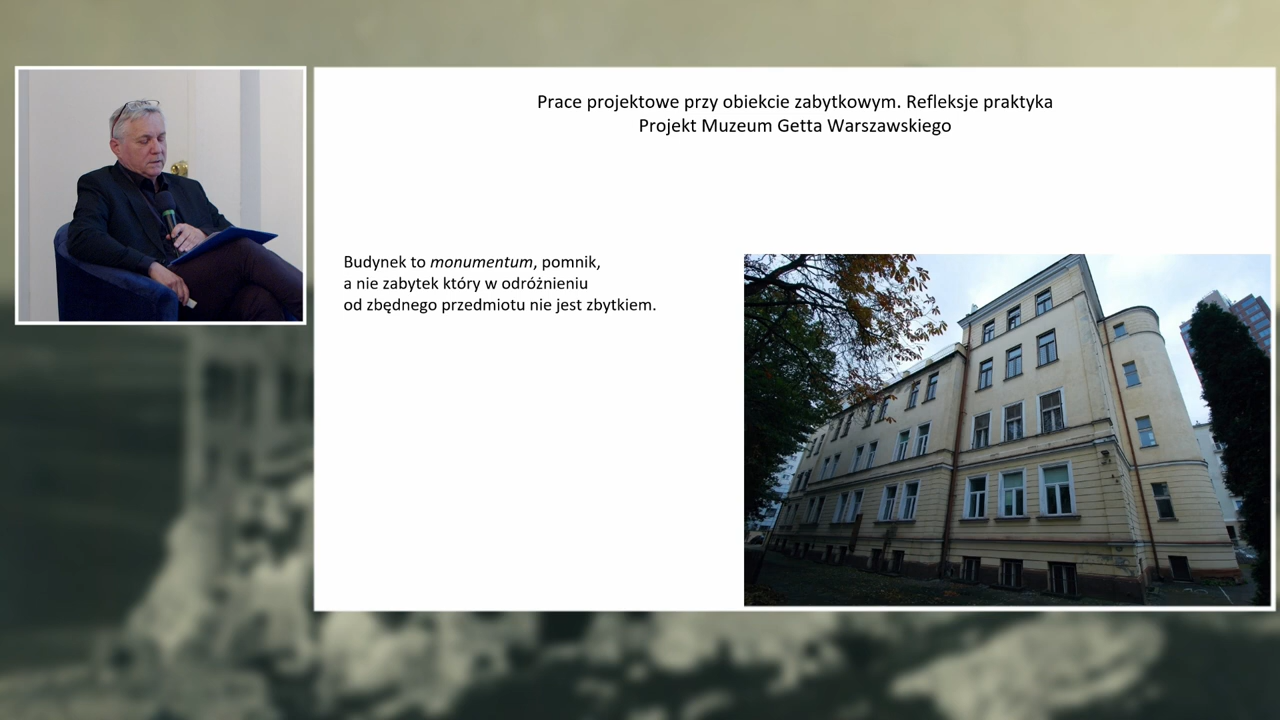 Prace projektowe przy obiekcie zabytkowym. Refleksje praktyka
Projekt Muzeum Getta Warszawskiego
Budynek to monumentum, pomnik,
a nie zabytek który w odróżnieniu
od zbędnego przedmiotu nie jest zbytkiem.